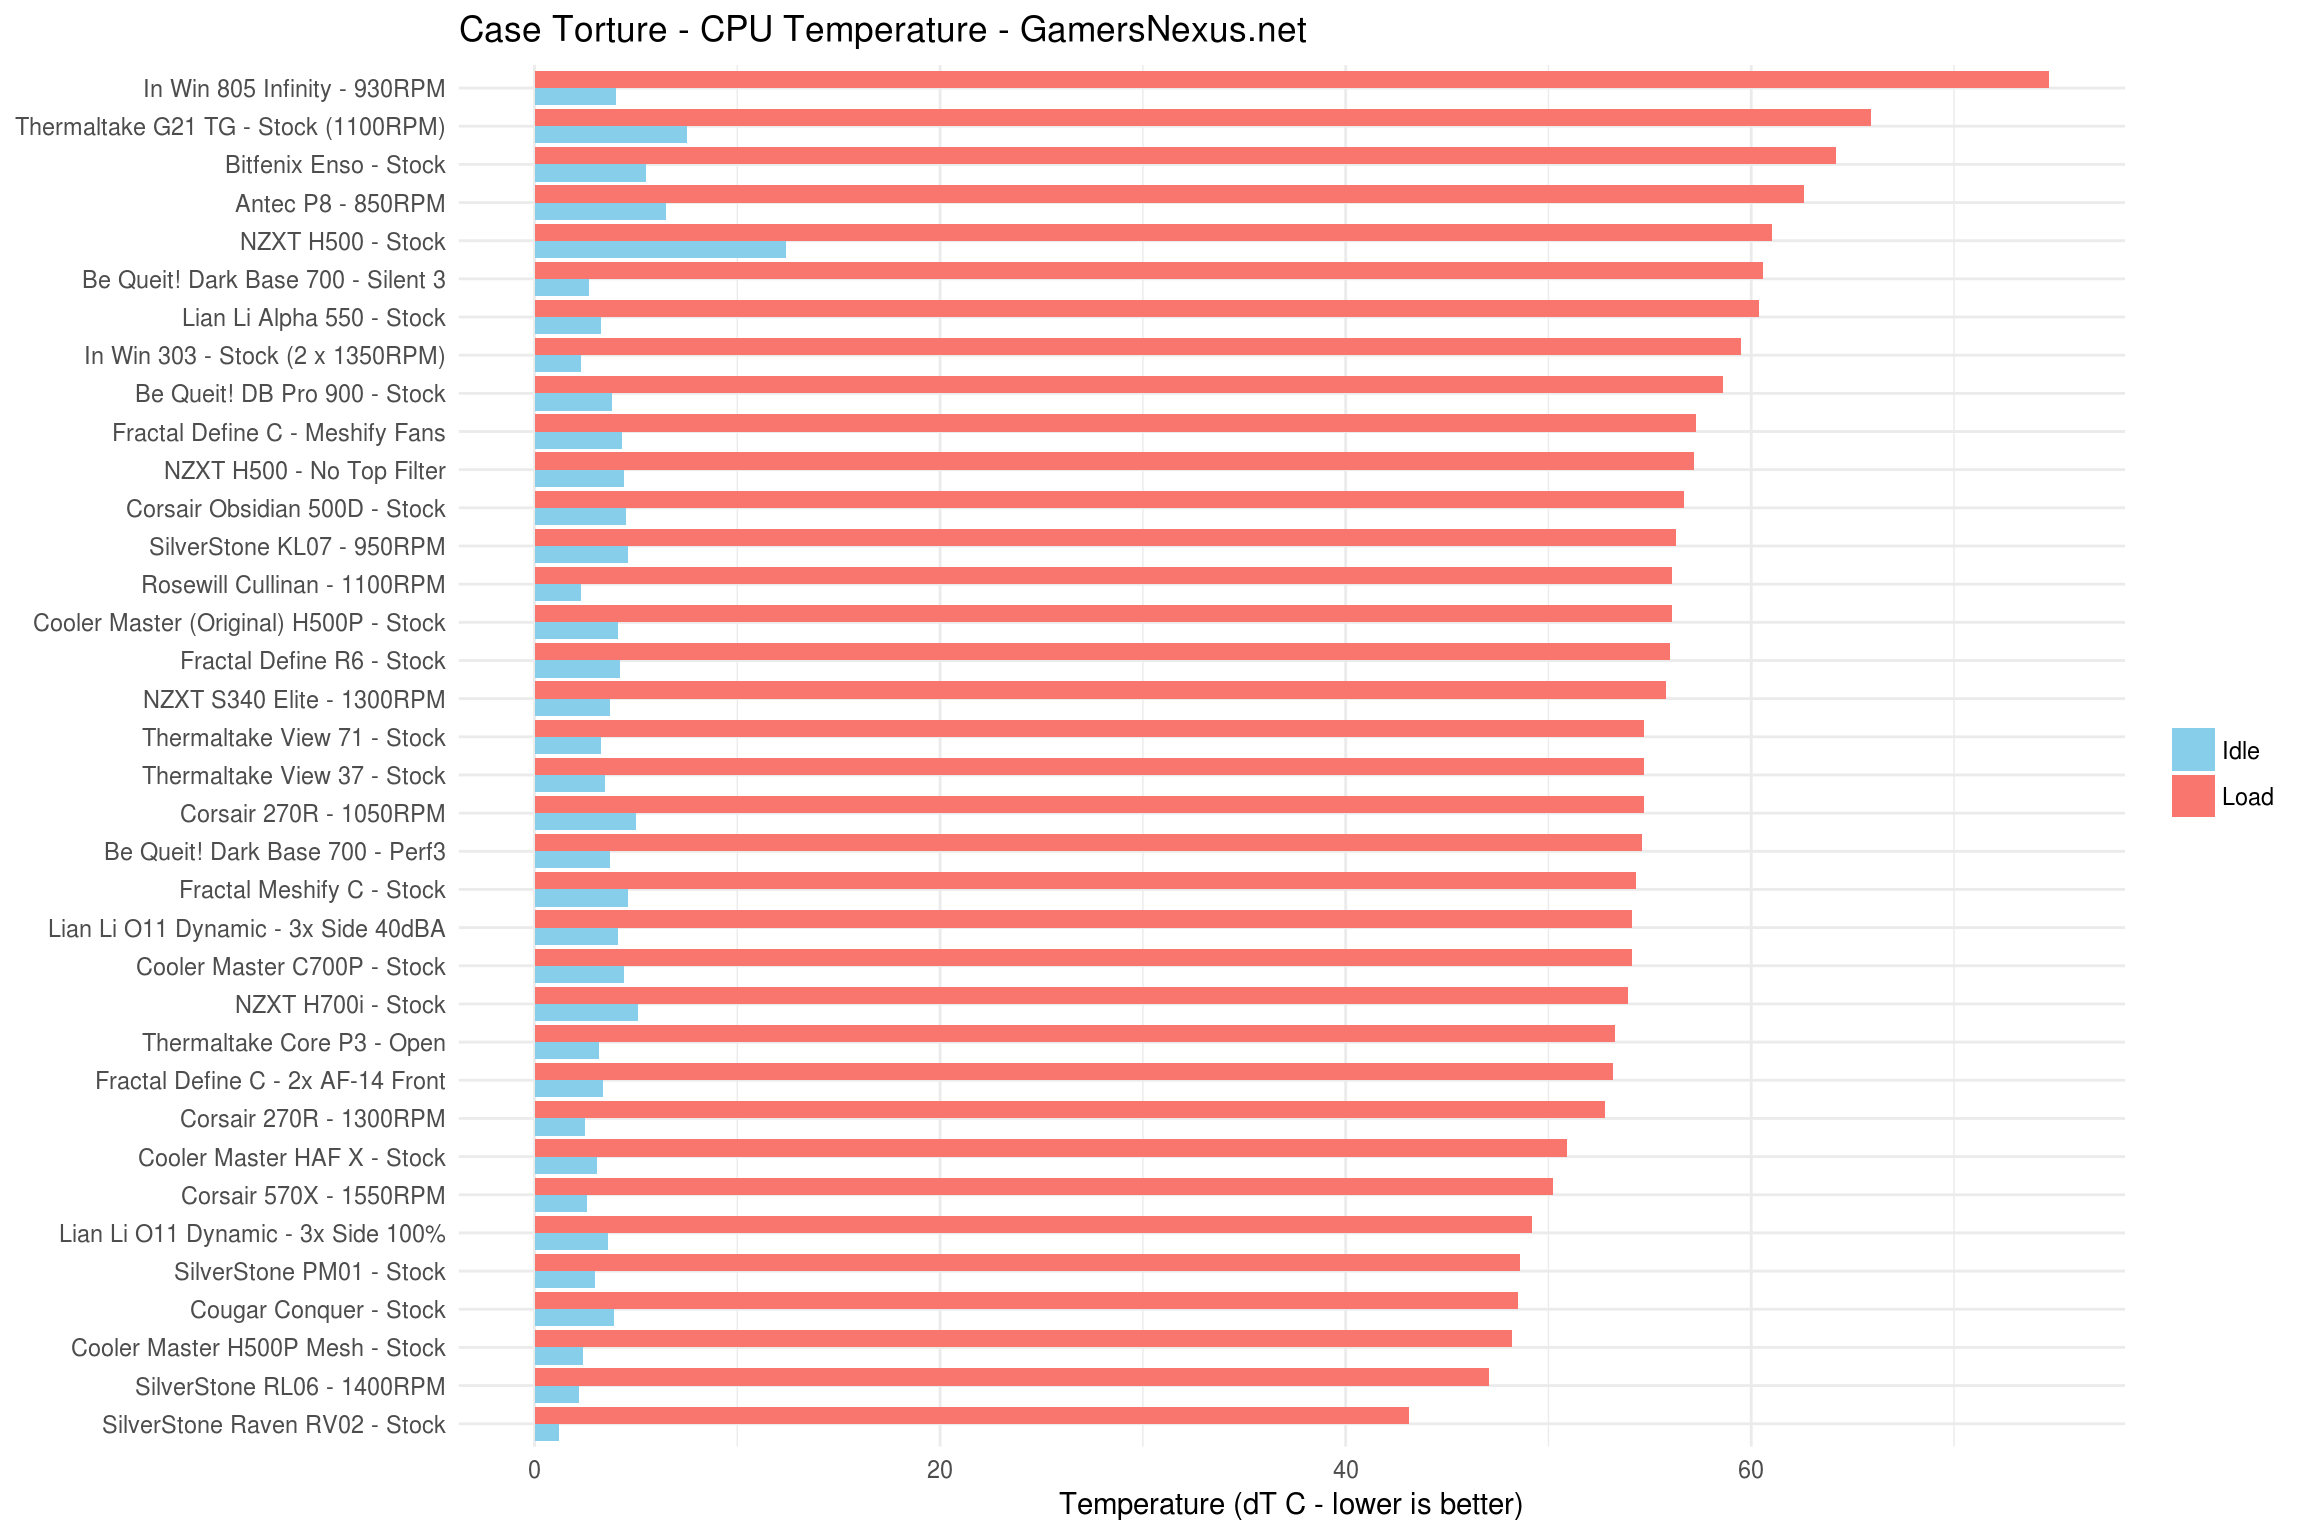 Case Torture - CPU Temperature - GamersNexus.net
In Win 805 Infinity - 930RPM
Thermaltake G21 TG - Stock (1100RPM)
Bitfenix Enso - Stock
Antec P8 - 850RPM
NZXT H500 - Stock
Be Queit! Dark Base 700 - Silent 3
Lian Li Alpha 550 - Stock
In Win 303 - Stock (2 x 1350RPM)
Be Queit! DB Pro 900 - Stock
Fractal Define C - Meshify Fans
NZXT H500 - No Top Filter
Corsair Obsidian 500D - Stock
SilverStone KL07 - 950RPM
Rosewill Cullinan - 1100RPM
Cooler Master (Original) H500P - Stock
Fractal Define R6 - Stock
NZXT S340 Elite - 1300RPM
Thermaltake View 71 - Stock
Thermaltake View 37 - Stock
Corsair 270R - 1050RPM
Be Queit! Dark Base 700 - Perf3
Fractal Meshify C - Stock
Lian Li O11 Dynamic - 3x Side 40dBA
Cooler Master C700P - Stock
NZXT H700i - Stock
Thermaltake Core P3 - Open
Fractal Define C - 2x AF-14 Front
Corsair 270R - 1300RPM
Cooler Master HAF X - Stock
Corsair 570X - 1550RPM
Lian Li O11 Dynamic - 3x Side 100%
SilverStone PM01 - Stock
Cougar Conquer - Stock
Cooler Master H500P Mesh - Stock
SilverStone RL06 - 1400RPM
SilverStone Raven RV02 - Stock
0 20 40 60
Temperature (dT C - lower is better)
Idle
Load